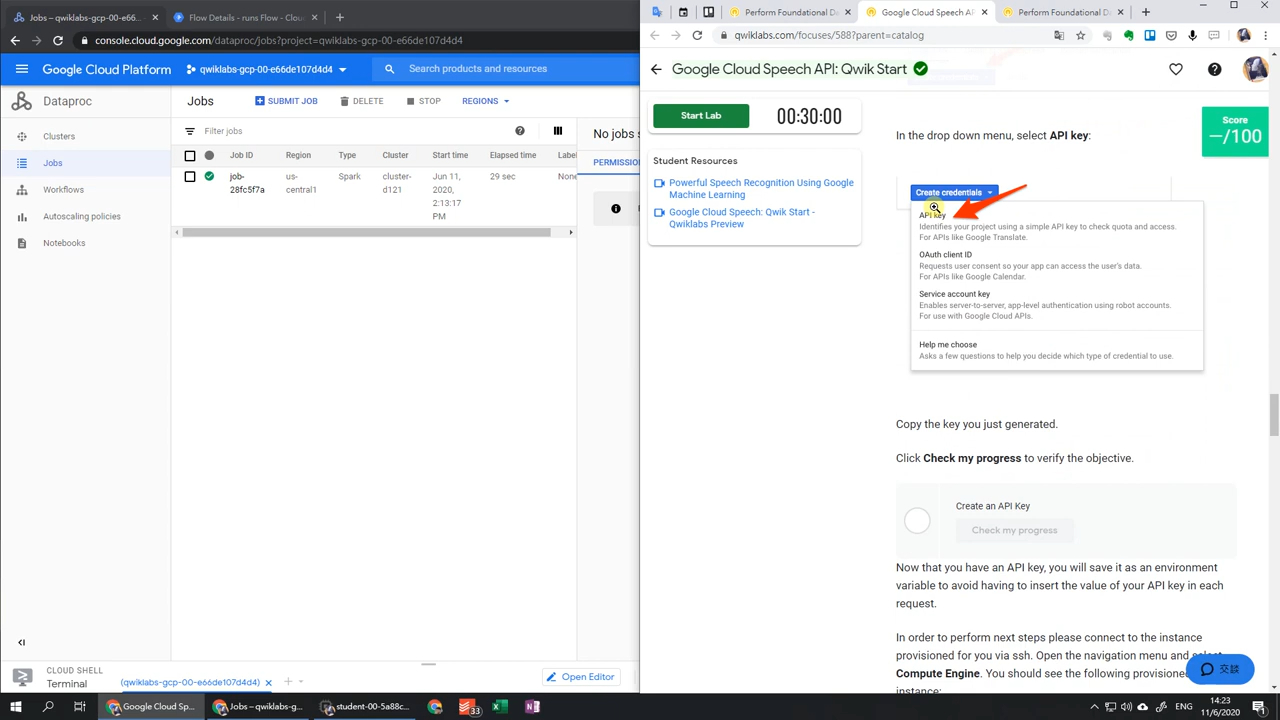 Jobs – qwiklabs-gcp-00-e66de
Flow Details - runs Flow - Cloud
Perform Foundational D
Google Cloud Speech AP
Perform Foundational D
console.cloud.google.com/dataproc/jobs?project=qwiklabs-gcp-00-e66de107d4d4
qwiklabs.com/focuses/588?parent=catalog
Google Cloud Platform
qwiklabs-gcp-00-e66de107d4d4
Search products and resources
Dataproc
Clusters
Jobs
Workflows
Autoscaling policies
Notebooks
Jobs
SUBMIT JOB
DELETE
STOP
REGIONS
Filter jobs
Job ID
Region
Type
Cluster
Start time
Elapsed time
Label
job-28fc5f7a
us-central1
Spark
cluster-d121
Jun 11, 2020, 2:13:17 PM
29 sec
None
No jobs s
PERMISSIO
CLOUD SHELL
Terminal
(qwiklabs-gcp-00-e66de107d4d4)
Open Editor
Google Cloud Speech API: Qwik Start
Start Lab
00:30:00
Student Resources
Powerful Speech Recognition Using Google
Machine Learning
Google Cloud Speech: Qwik Start -
Qwiklabs Preview
Score
—/100
In the drop down menu, select API key:
Create credentials
API key
Identifies your project using a simple API key to check quota and access.
For APIs like Google Translate.
OAuth client ID
Requests user consent so your app can access the user's data.
For APIs like Google Calendar.
Service account key
Enables server-to-server, app-level authentication using robot accounts.
For use with Google Cloud APIs.
Help me choose
Asks a few questions to help you decide which type of credential to use.
Copy the key you just generated.
Click Check my progress to verify the objective.
Create an API Key
Check my progress
Now that you have an API key, you will save it as an environment
variable to avoid having to insert the value of your API key in each
request.
In order to perform next steps please connect to the instance
provisioned for you via ssh. Open the navigation menu and select
Compute Engine. You should see the following provisioned
instance:
交談
Google Cloud Sp...
Jobs – qwiklabs-g...
student-00-5a88c...
33
ENG
14:23
11/6/2020
1